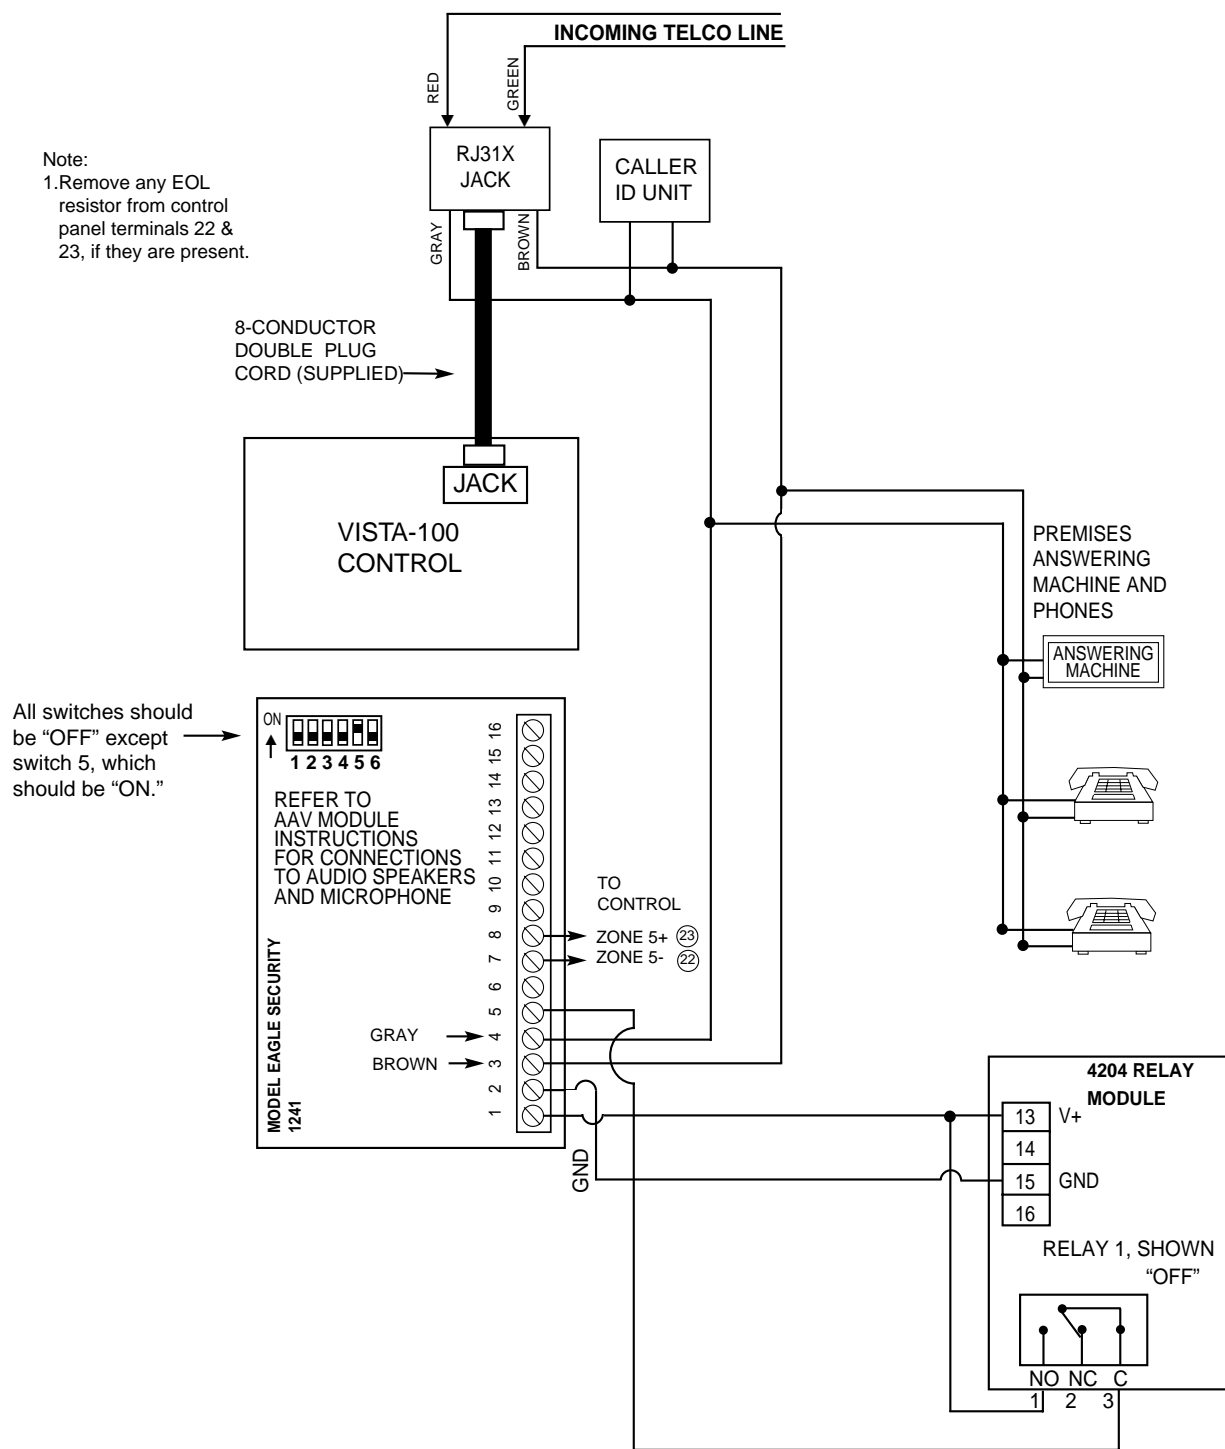 INCOMING TELCO LINE
RED
GREEN
Note:
1.Remove any EOL
resistor from control
panel terminals 22 &
23, if they are present.
RJ31X
JACK
CALLER
ID UNIT
GRAY
BROWN
8-CONDUCTOR
DOUBLE PLUG
CORD (SUPPLIED)
JACK
VISTA-100
CONTROL
PREMISES
ANSWERING
MACHINE AND
PHONES
ANSWERING
MACHINE
All switches should
be “OFF” except
switch 5, which
should be “ON.”
ON
1 2 3 4 5 6
REFER TO
AAV MODULE
INSTRUCTIONS
FOR CONNECTIONS
TO AUDIO SPEAKERS
AND MICROPHONE
MODEL EAGLE SECURITY
1241
16
15
14
13
12
11
10
9
8
7
6
5
4
3
2
1
TO
CONTROL
ZONE 5+ 23
ZONE 5- 22
GRAY
BROWN
GND
4204 RELAY
MODULE
13 V+
14
15 GND
16
RELAY 1, SHOWN
“OFF”
NO NC C
1 2 3